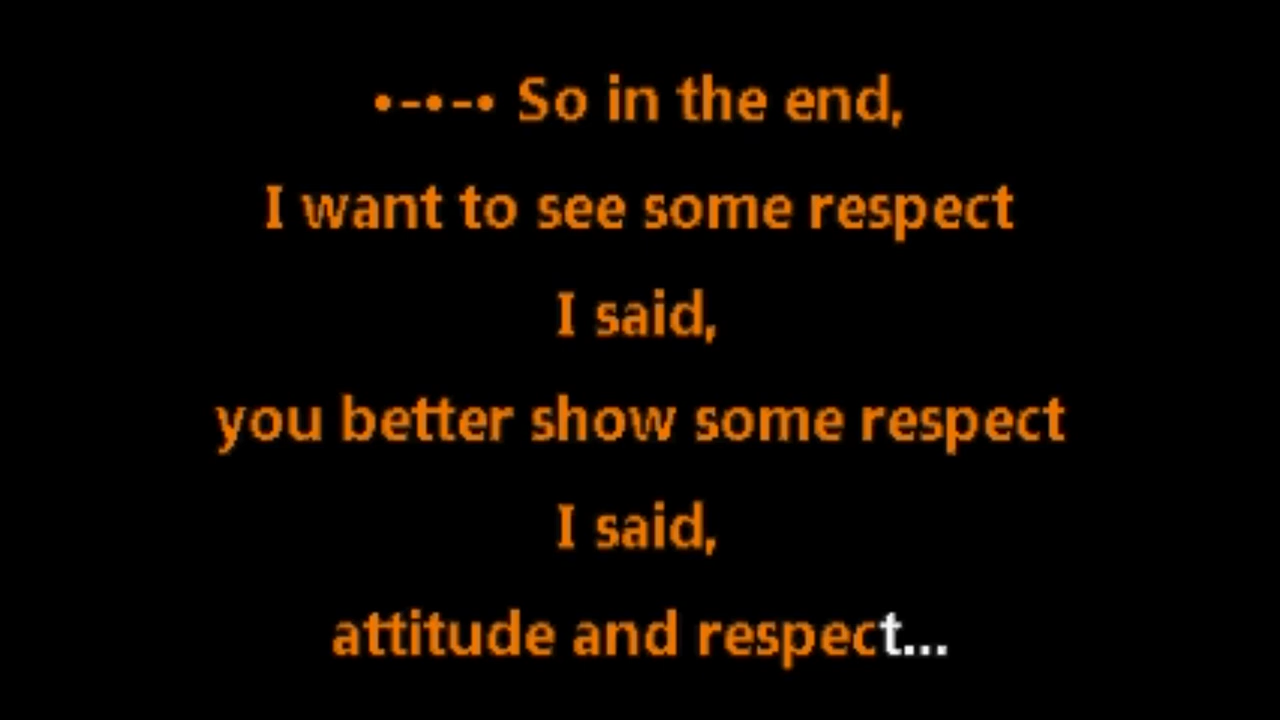 •-•-• So in the end,
I want to see some respect
I said,
you better show some respect
I said,
attitude and respect...